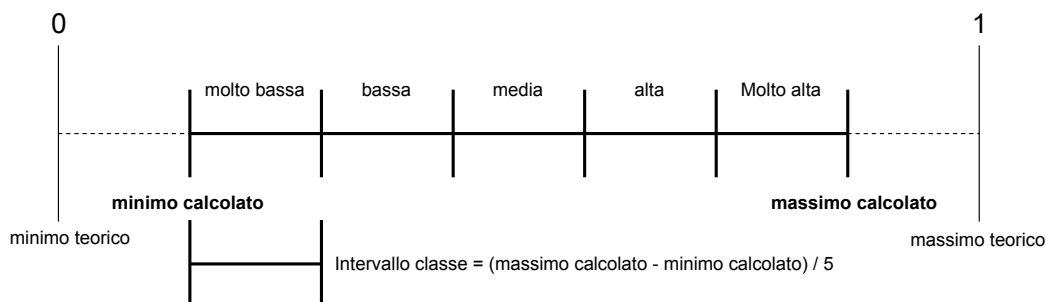 0
1
molto bassa
bassa
media
alta
Molto alta
minimo calcolato
massimo calcolato
minimo teorico
massimo teorico
Intervallo classe = (massimo calcolato - minimo calcolato) / 5